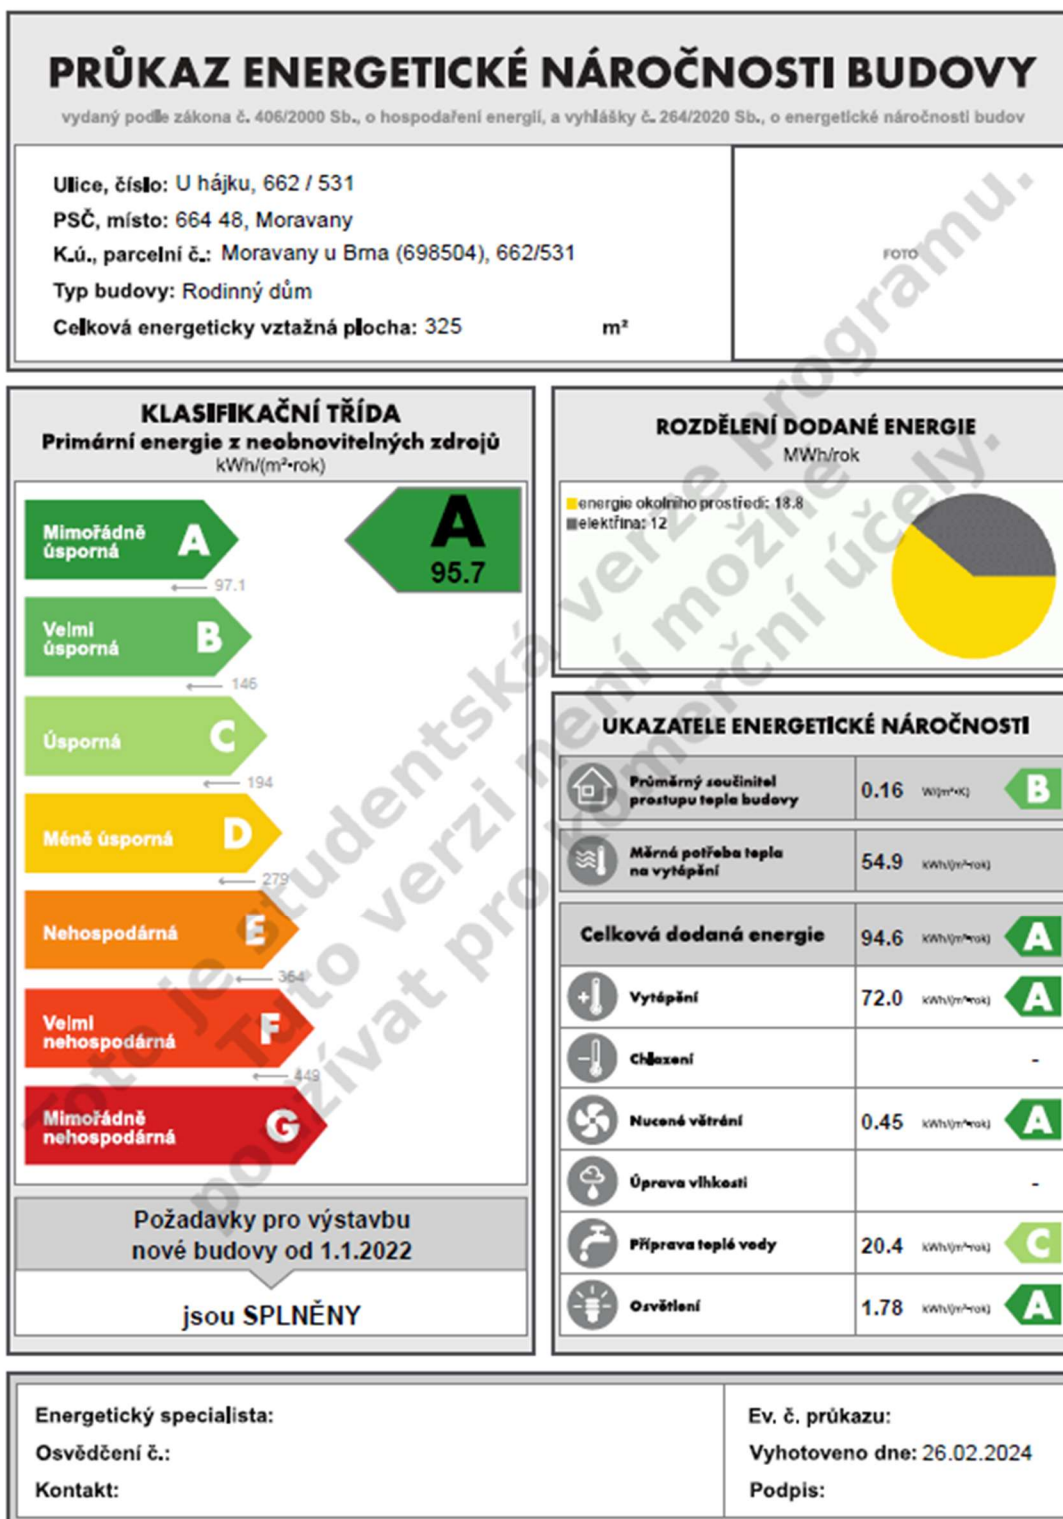 PRŮKAZ ENERGETICKÉ NÁROČNOSTI BUDOVY
vydaný podle zákona č. 406/2000 Sb., o hospodaření energií, a vyhlášky č. 264/2020 Sb., o energetické náročnosti budov
Ulice, číslo: U hájku, 662 / 531
PSČ, místo: 664 48, Moravany
K.ú., parcelní č.: Moravany u Brna (698504), 662/531
Typ budovy: Rodinný dům
Celková energeticky vztažná plocha: 325 m²
FOTO
KLASIFIKAČNÍ TŘÍDA
Primární energie z neobnovitelných zdrojů
kWh/(m²•rok)
Mimořádně úsporná A
A
95.7
97.1
Velmi úsporná B
146
Úsporná C
194
Méně úsporná D
279
Nehospodárná E
364
Velmi nehospodárná F
449
Mimořádně nehospodárná G
Požadavky pro výstavbu
nové budovy od 1.1.2022
jsou SPLNĚNY
ROZDĚLENÍ DODANÉ ENERGIE
MWh/rok
energie okolního prostředí: 18.8
elektřina: 12
UKAZATELE ENERGETICKÉ NÁROČNOSTI
Průměrný součinitel prostupu tepla budovy 0.16 W/(m²•K) B
Měrná potřeba tepla na vytápění 54.9 kWh/(m²•rok)
Celková dodaná energie 94.6 kWh/(m²•rok) A
Vytápění 72.0 kWh/(m²•rok) A
Chlazení -
Nucené větrání 0.45 kWh/(m²•rok) A
Úprava vlhkosti -
Příprava teplé vody 20.4 kWh/(m²•rok) C
Osvětlení 1.78 kWh/(m²•rok) A
Energetický specialista:
Osvědčení č.:
Kontakt:
Ev. č. průkazu:
Vyhotoveno dne: 26.02.2024
Podpis:
Toto je studentská verze programu.
Tuto verzi není možné
používat pro komerční účely.